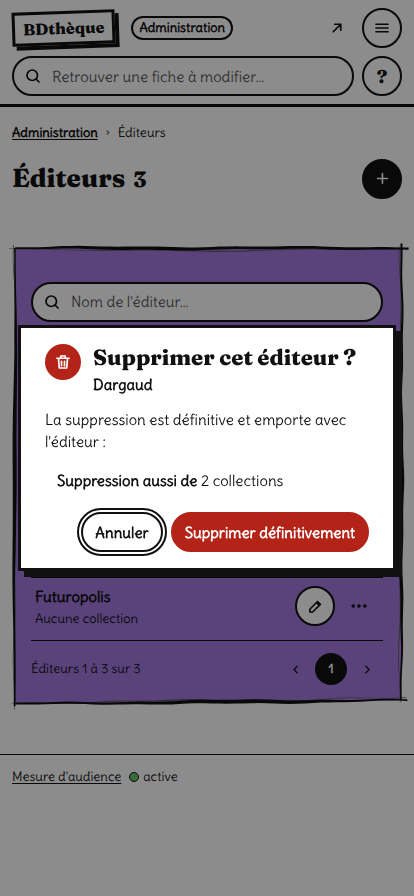 BDthèque
Administration
Retrouver une fiche à modifier...
?
Administration › Éditeurs
Éditeurs 3
+
Nom de l'éditeur...
Supprimer cet éditeur ?
Dargaud
La suppression est définitive et emporte avec
l'éditeur :
Suppression aussi de 2 collections
Annuler
Supprimer définitivement
Futuropolis
Aucune collection
Éditeurs 1 à 3 sur 3
‹ 1 ›
Mesure d'audience active